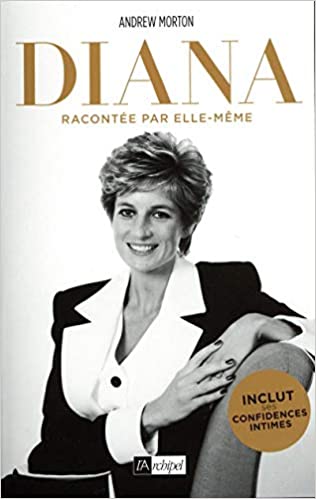 ANDREW MORTON
DIANA
RACONTÉE PAR ELLE-MÊME
INCLUT
ses
CONFIDENCES
INTIMES
l'Archipel